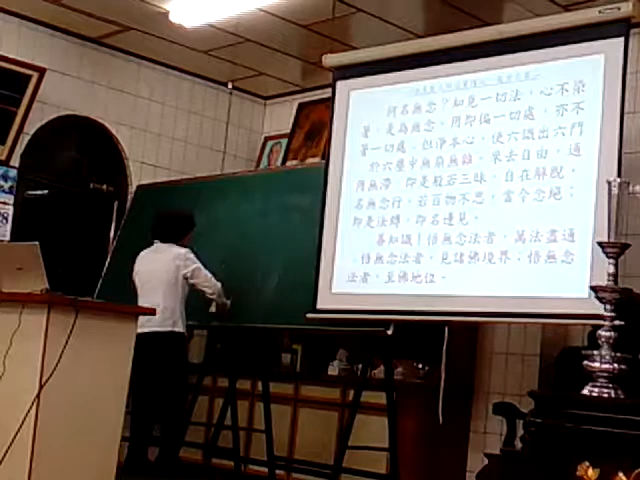 何名無念？知見一切法，心不染
著，是為無念。用即徧一切處，亦不
著一切處。但淨本心，使六識出六門
於六塵中無染無雜，來去自由，通
用無滯，即是般若三昧，自在解脫，
名無念行。若百物不思，當令念絕；
即是法縛，即名邊見。
善知識！悟無念法者，萬法盡通
，悟無念法者，見諸佛境界；悟無念
法者，至佛地位。